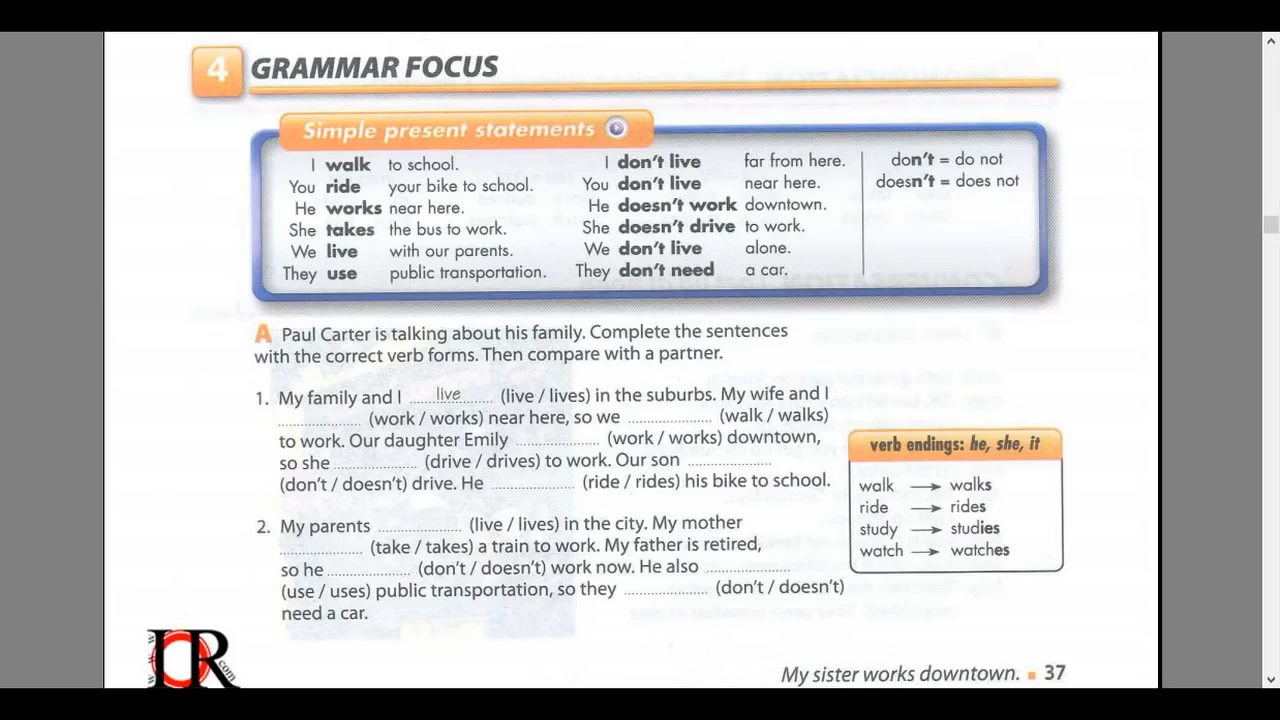 4 GRAMMAR FOCUS
Simple present statements
I walk to school.
You ride your bike to school.
He works near here.
She takes the bus to work.
We live with our parents.
They use public transportation.
I don't live far from here.
You don't live near here.
He doesn't work downtown.
She doesn't drive to work.
We don't live alone.
They don't need a car.
don't = do not
doesn't = does not
A Paul Carter is talking about his family. Complete the sentences
with the correct verb forms. Then compare with a partner.
1. My family and I live (live / lives) in the suburbs. My wife and I
.................... (work / works) near here, so we .................... (walk / walks)
to work. Our daughter Emily .................... (work / works) downtown,
so she .................... (drive / drives) to work. Our son ....................
(don't / doesn't) drive. He .................... (ride / rides) his bike to school.
2. My parents .................... (live / lives) in the city. My mother
.................... (take / takes) a train to work. My father is retired,
so he .................... (don't / doesn't) work now. He also ....................
(use / uses) public transportation, so they .................... (don't / doesn't)
need a car.
verb endings: he, she, it
walk → walks
ride → rides
study → studies
watch → watches
IR.com
My sister works downtown. ▪ 37